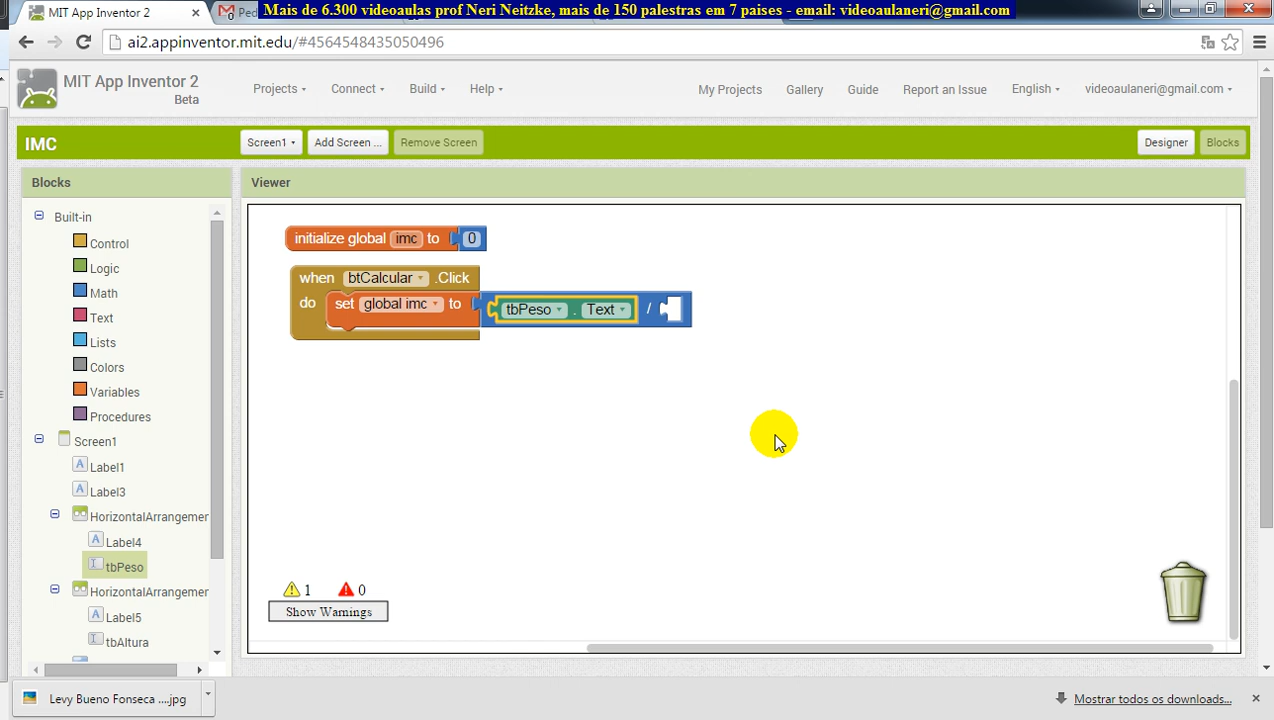 MIT App Inventor 2
Mais de 6.300 videoaulas prof Neri Neitzke, mais de 150 palestras em 7 paises - email: videoaulaneri@gmail.com
ai2.appinventor.mit.edu/#4564548435050496
MIT App Inventor 2
Beta
Projects
Connect
Build
Help
My Projects
Gallery
Guide
Report an Issue
English
videoaulaneri@gmail.com
IMC
Screen1
Add Screen ...
Remove Screen
Designer
Blocks
Blocks
Viewer
Built-in
Control
Logic
Math
Text
Lists
Colors
Variables
Procedures
Screen1
Label1
Label3
HorizontalArrangemer
Label4
tbPeso
HorizontalArrangemer
Label5
tbAltura
initialize global imc to 0
when btCalcular .Click
do set global imc to tbPeso . Text /
1 0
Show Warnings
Levy Bueno Fonseca ....jpg
Mostrar todos os downloads...